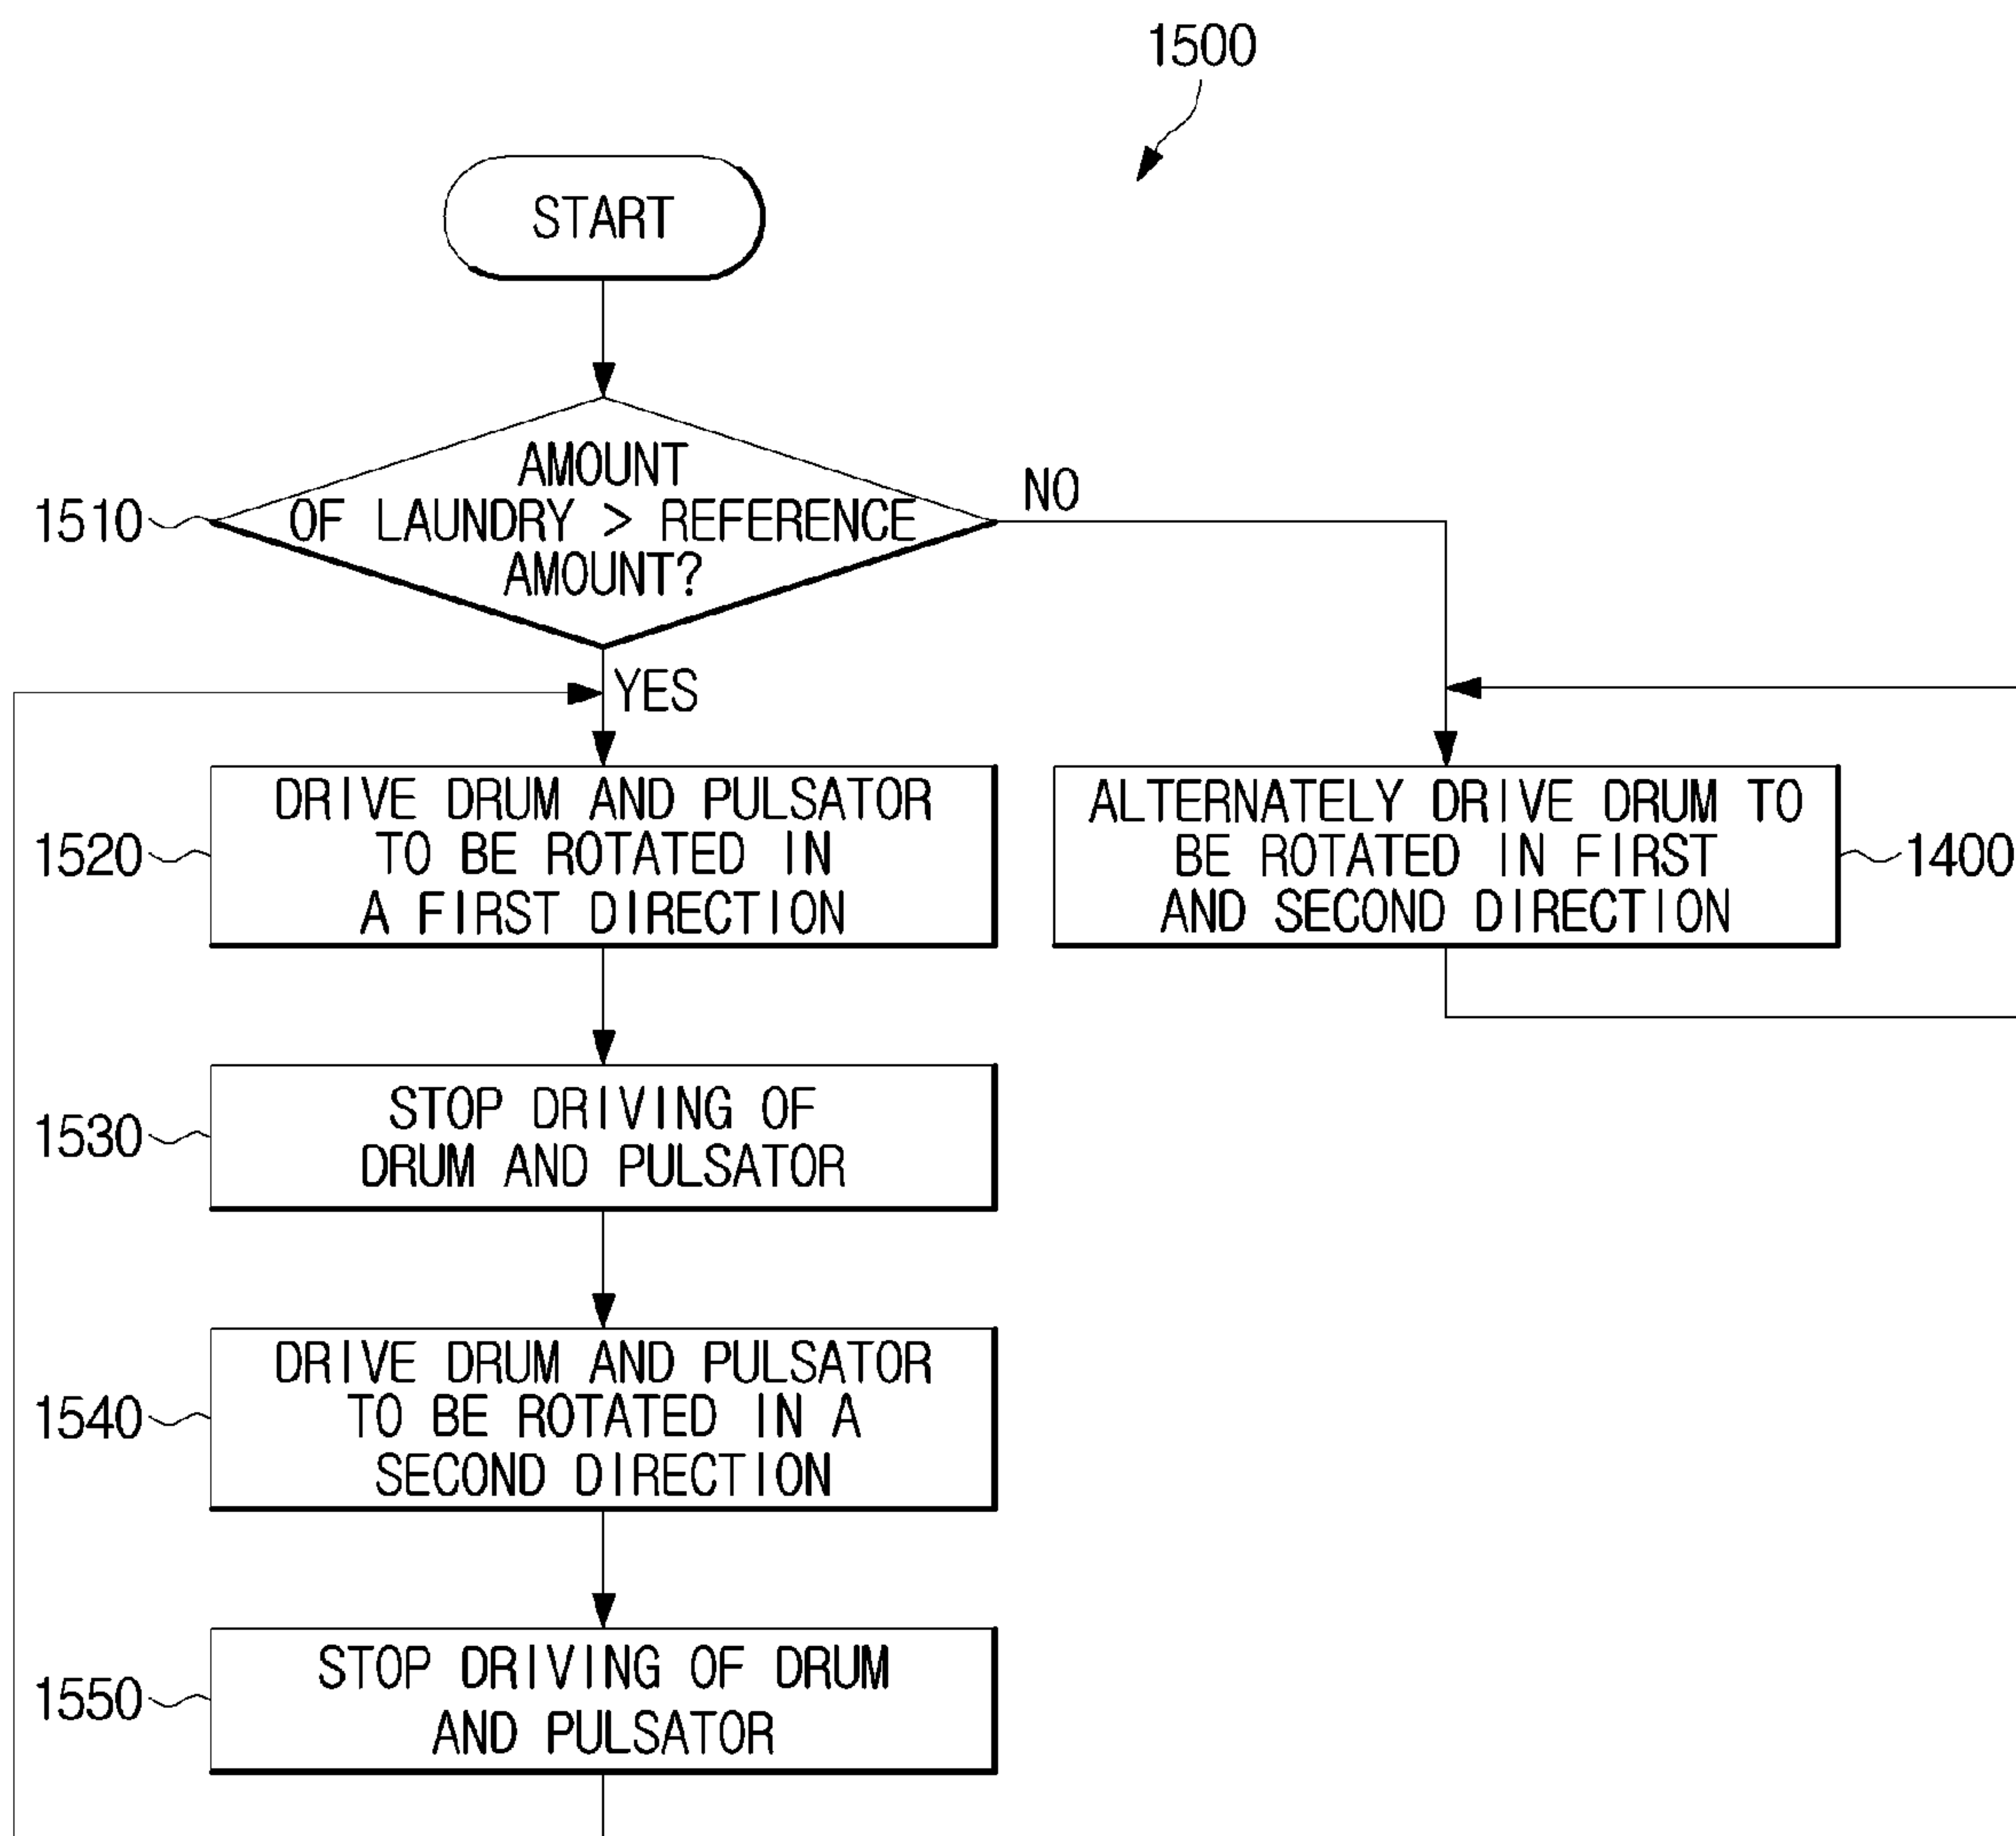 1500
START
1510
AMOUNT
OF LAUNDRY > REFERENCE
AMOUNT?
NO
YES
1520
DRIVE DRUM AND PULSATOR
TO BE ROTATED IN
A FIRST DIRECTION
ALTERNATELY DRIVE DRUM TO
BE ROTATED IN FIRST
AND SECOND DIRECTION
1400
1530
STOP DRIVING OF
DRUM AND PULSATOR
1540
DRIVE DRUM AND PULSATOR
TO BE ROTATED IN A
SECOND DIRECTION
1550
STOP DRIVING OF DRUM
AND PULSATOR